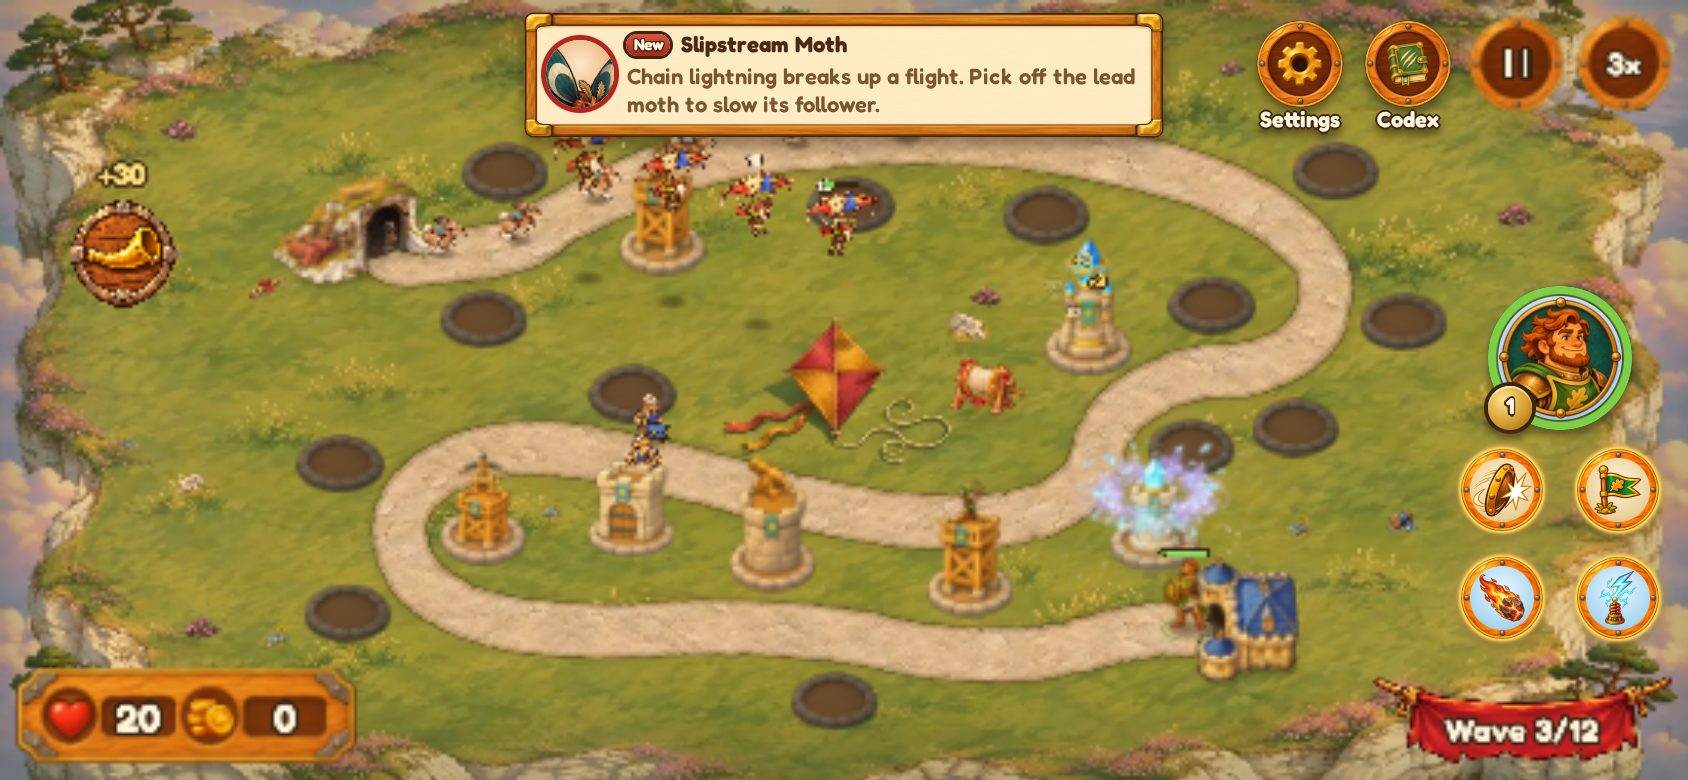 New Slipstream Moth
Chain lightning breaks up a flight. Pick off the lead
moth to slow its follower.
Settings
Codex
3x
+30
1
20
0
Wave 3/12